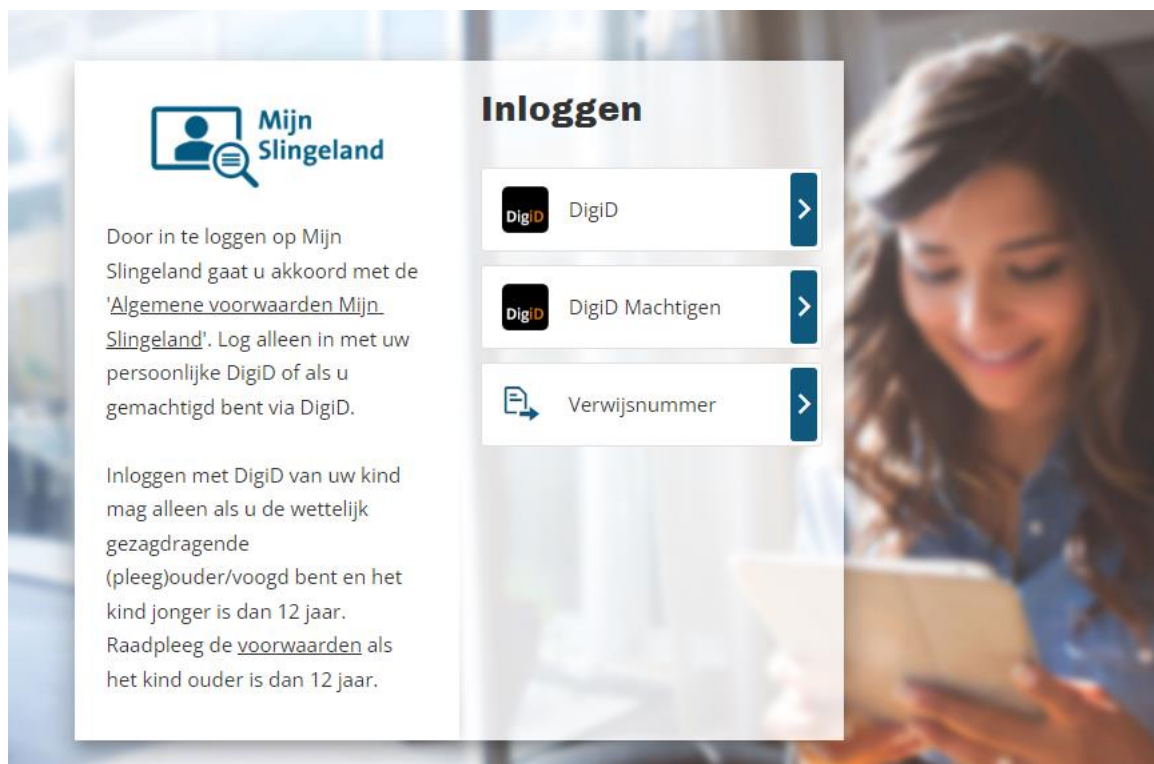 Mijn
Slingeland
Door in te loggen op Mijn
Slingeland gaat u akkoord met de
'Algemene voorwaarden Mijn
Slingeland'. Log alleen in met uw
persoonlijke DigiD of als u
gemachtigd bent via DigiD.
Inloggen met DigiD van uw kind
mag alleen als u de wettelijk
gezagdragende
(pleeg)ouder/voogd bent en het
kind jonger is dan 12 jaar.
Raadpleeg de voorwaarden als
het kind ouder is dan 12 jaar.
Inloggen
DigiD DigiD
DigiD DigiD Machtigen
Verwijsnummer